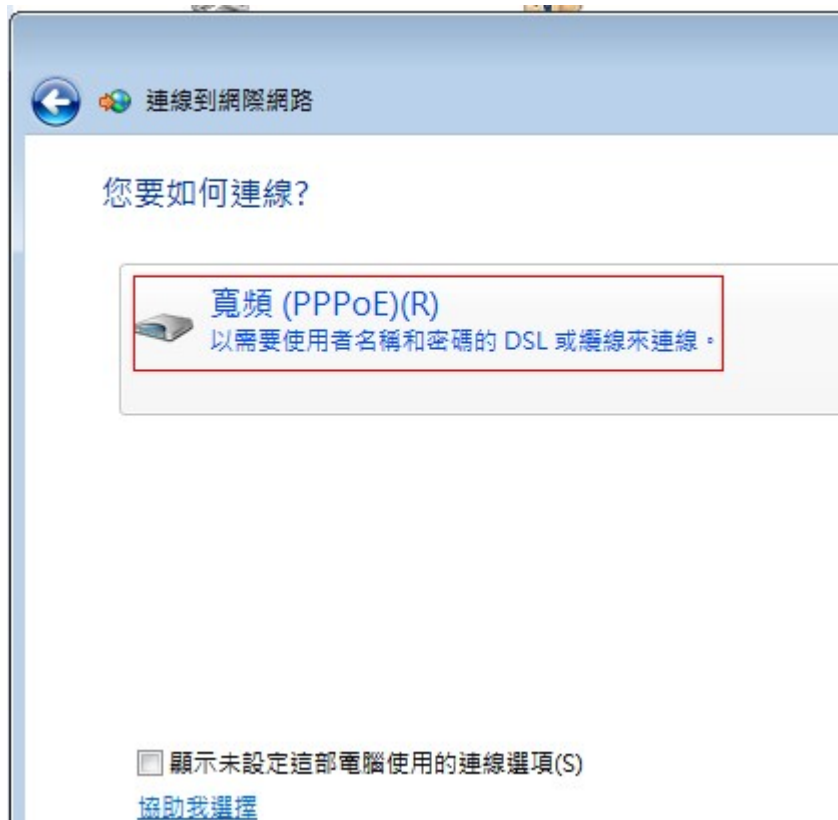 連線到網際網路
您要如何連線?
寬頻 (PPPoE)(R)
以需要使用者名稱和密碼的 DSL 或纜線來連線。
顯示未設定這部電腦使用的連線選項(S)
協助我選擇